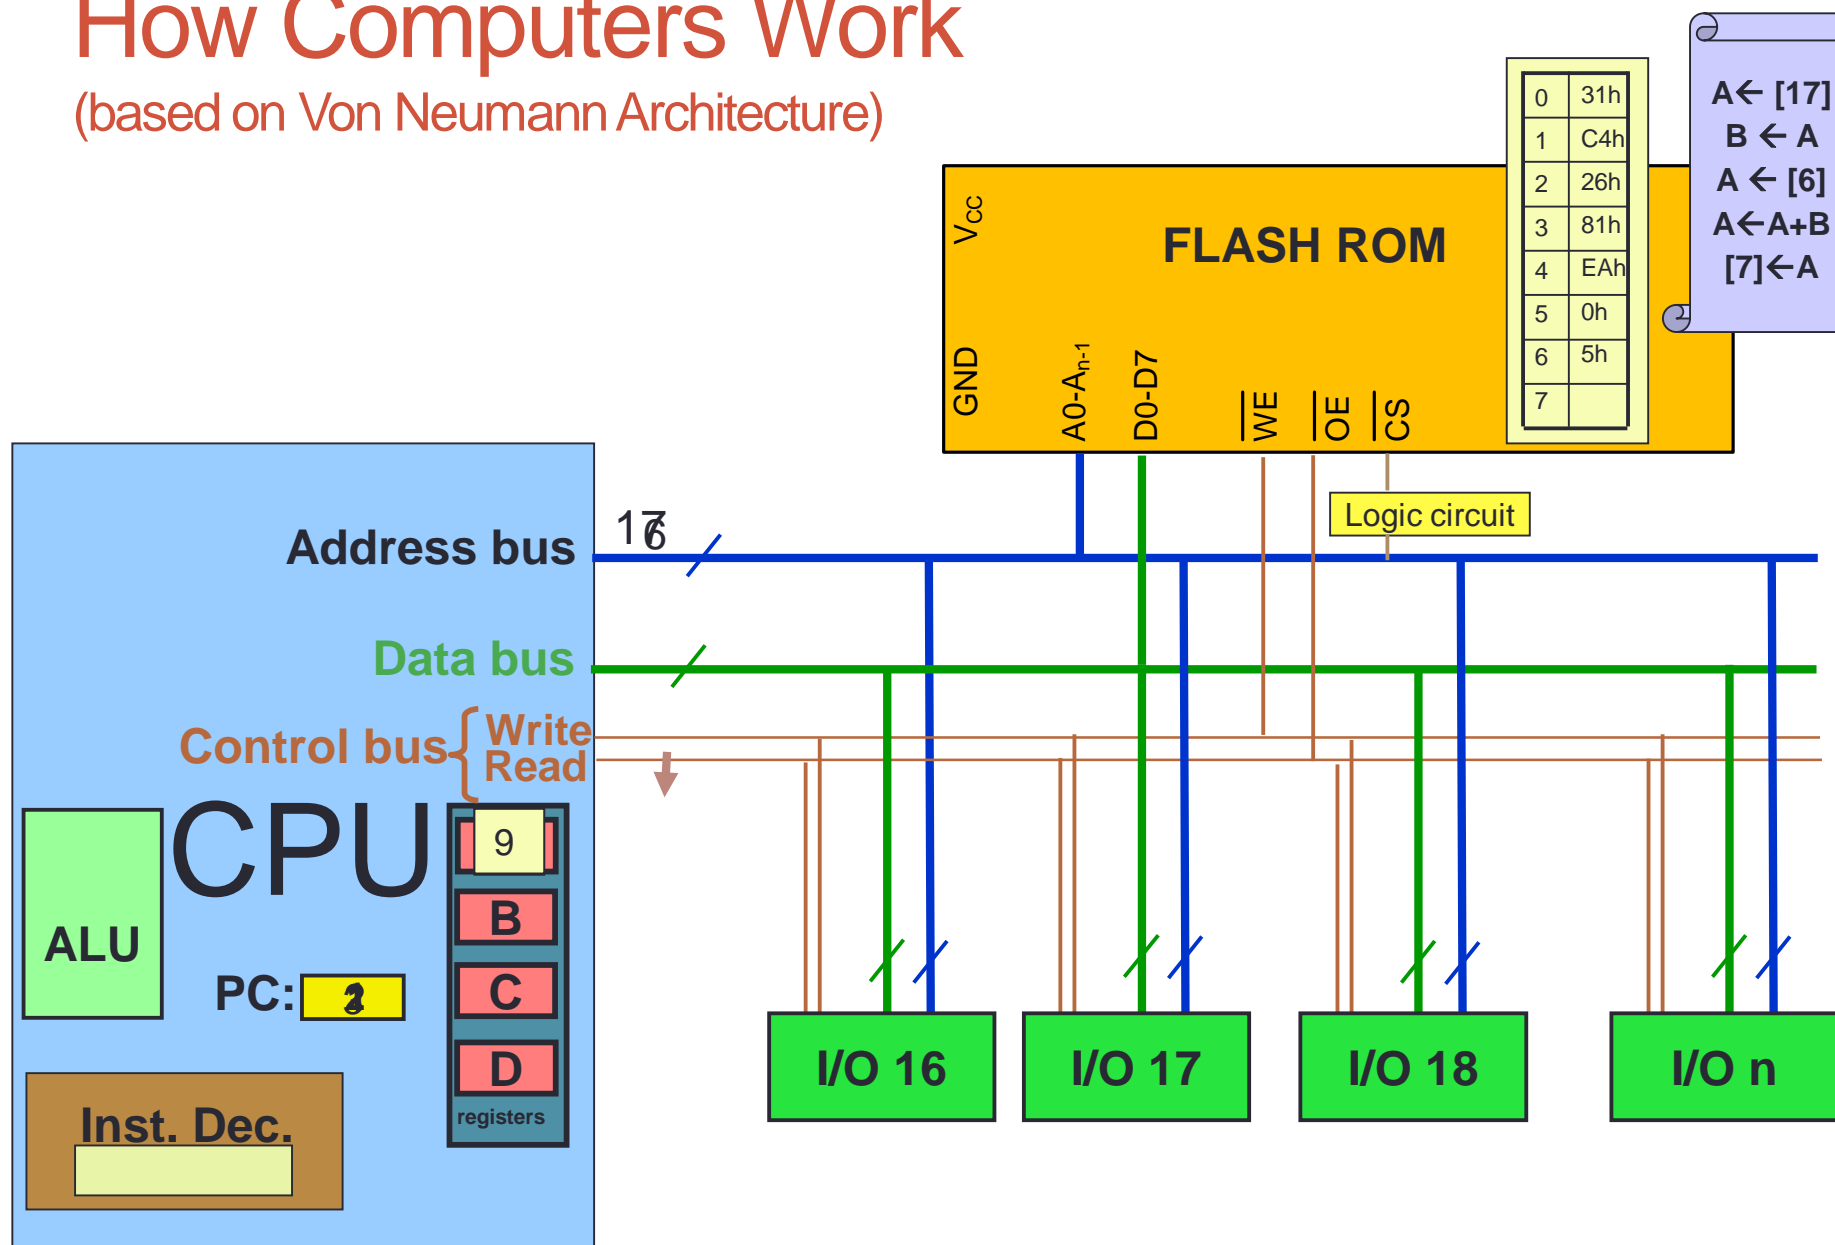 How Computers Work
(based on Von Neumann Architecture)
A← [17]
B ← A
A ← [6]
A←A+B
[7]←A
0 31h
1 C4h
2 26h
3 81h
4 EAh
5 0h
6 5h
7
VCC
GND
FLASH ROM
A0-An-1
D0-D7
WE
OE
CS
Logic circuit
Address bus
Data bus
Control bus
Write
Read
CPU
ALU
PC:
9
B
C
D
registers
Inst. Dec.
I/O 16
I/O 17
I/O 18
I/O n